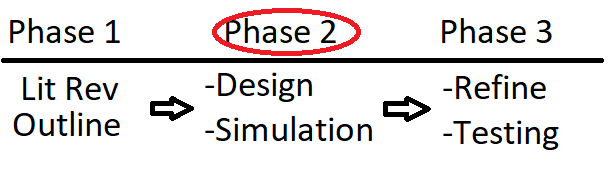 Phase 1 Phase 2 Phase 3
Lit Rev
Outline
-Design
-Simulation
-Refine
-Testing